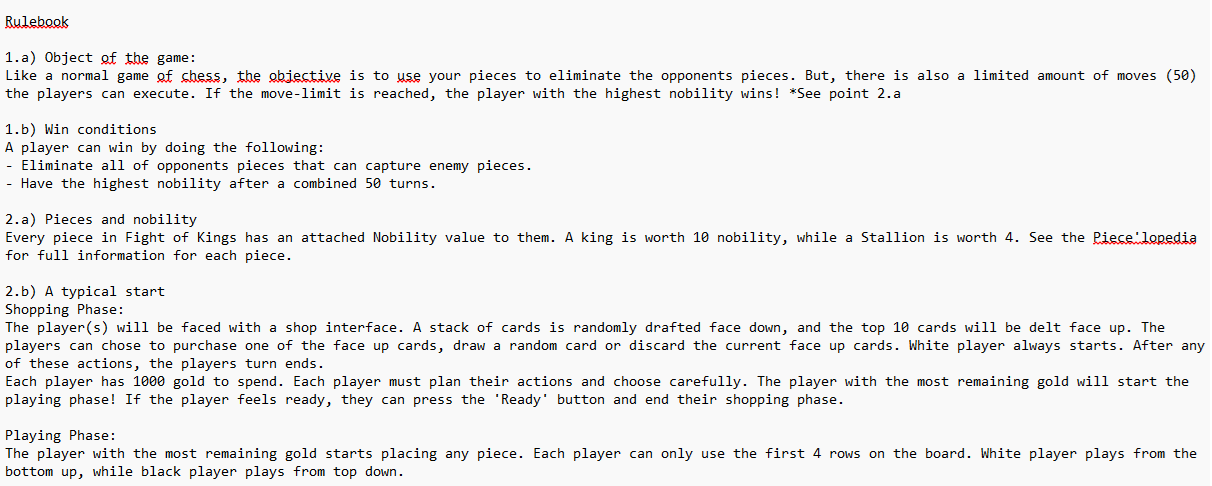 Rulebook
1.a) Object of the game:
Like a normal game of chess, the objective is to use your pieces to eliminate the opponents pieces. But, there is also a limited amount of moves (50)
the players can execute. If the move-limit is reached, the player with the highest nobility wins! *See point 2.a
1.b) Win conditions
A player can win by doing the following:
- Eliminate all of opponents pieces that can capture enemy pieces.
- Have the highest nobility after a combined 50 turns.
2.a) Pieces and nobility
Every piece in Fight of Kings has an attached Nobility value to them. A king is worth 10 nobility, while a Stallion is worth 4. See the Piece'lopedia
for full information for each piece.
2.b) A typical start
Shopping Phase:
The player(s) will be faced with a shop interface. A stack of cards is randomly drafted face down, and the top 10 cards will be delt face up. The
players can chose to purchase one of the face up cards, draw a random card or discard the current face up cards. White player always starts. After any
of these actions, the players turn ends.
Each player has 1000 gold to spend. Each player must plan their actions and choose carefully. The player with the most remaining gold will start the
playing phase! If the player feels ready, they can press the 'Ready' button and end their shopping phase.
Playing Phase:
The player with the most remaining gold starts placing any piece. Each player can only use the first 4 rows on the board. White player plays from the
bottom up, while black player plays from top down.